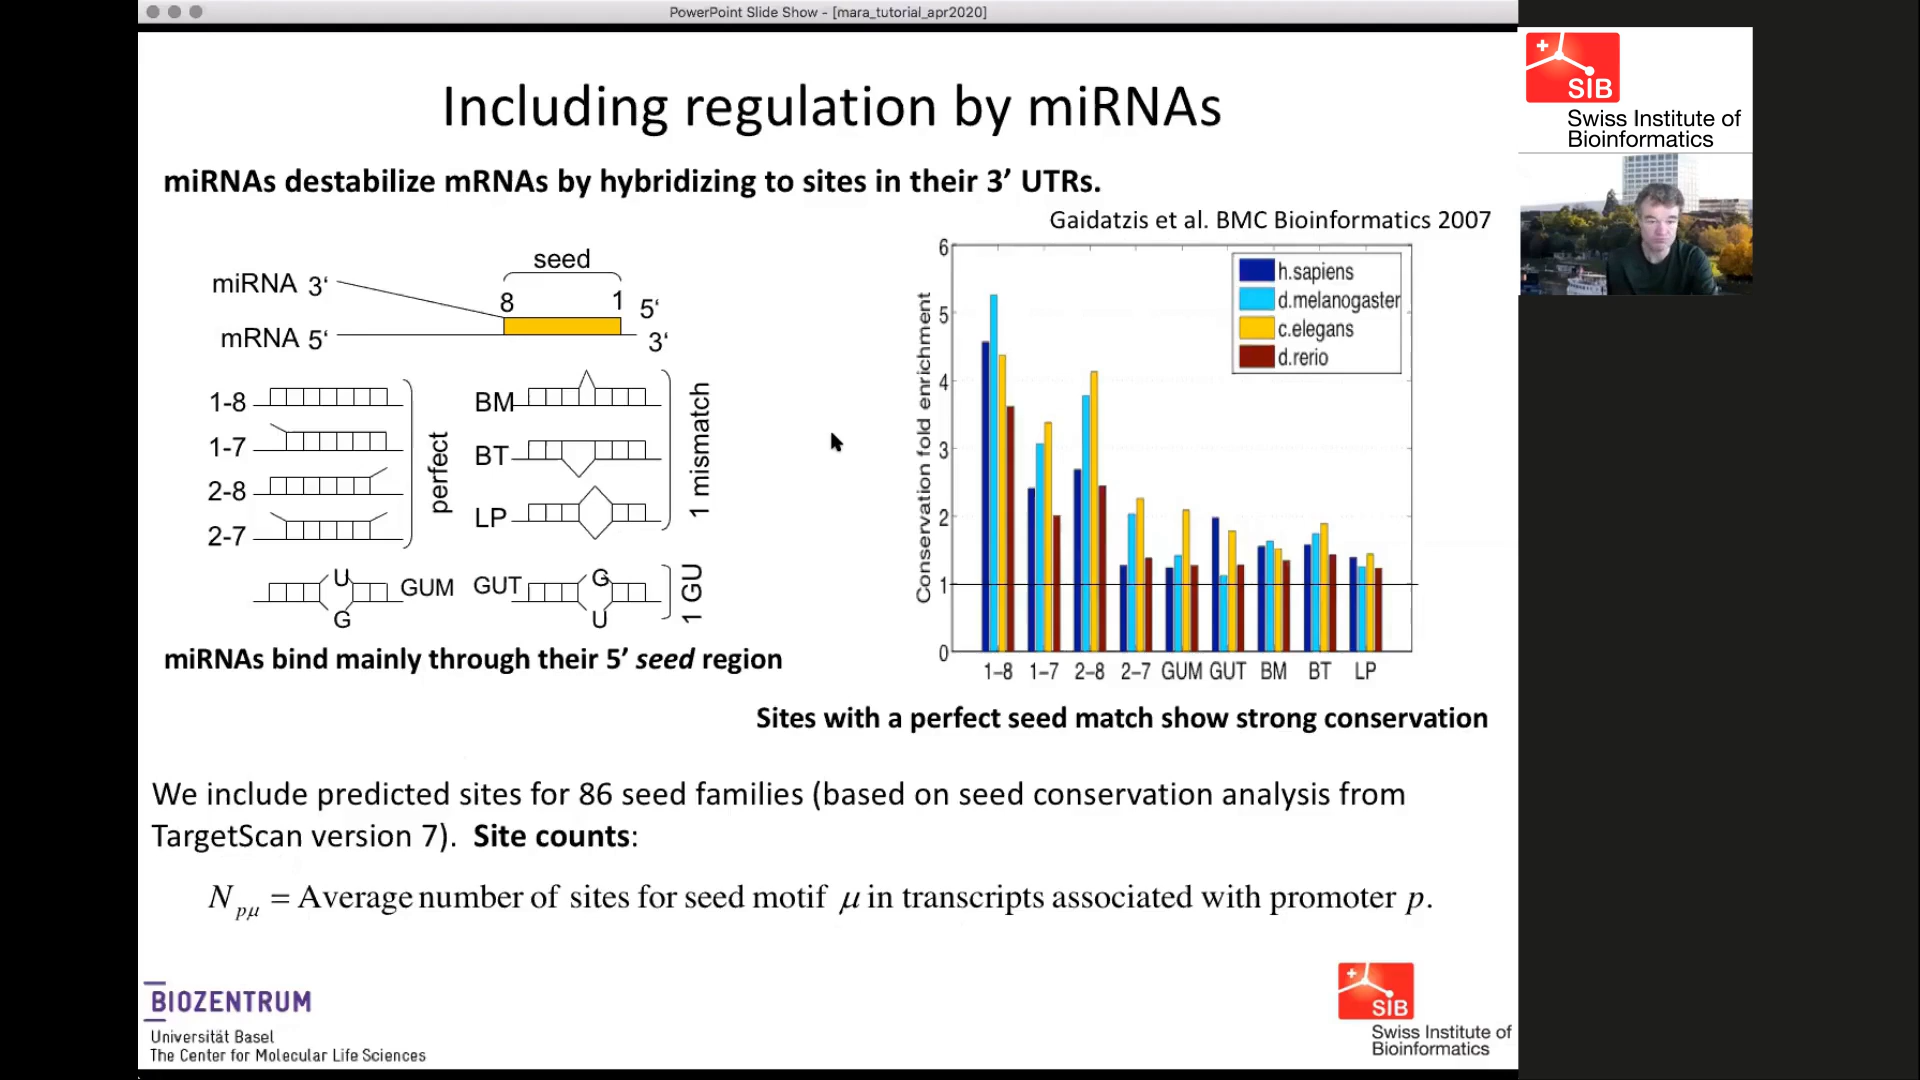 PowerPoint Slide Show - [mara_tutorial_apr2020]
Including regulation by miRNAs
miRNAs destabilize mRNAs by hybridizing to sites in their 3’ UTRs.
Gaidatzis et al. BMC Bioinformatics 2007
seed
miRNA 3‘
8 1 5‘
mRNA 5‘
3‘
1-8
1-7
2-8
2-7
perfect
BM
BT
LP
1 mismatch
U
G
GUM
GUT
G
U
1 GU
miRNAs bind mainly through their 5’ seed region
Conservation fold enrichment
6
5
4
3
2
1
0
h.sapiens
d.melanogaster
c.elegans
d.rerio
1–8 1–7 2–8 2–7 GUM GUT BM BT LP
Sites with a perfect seed match show strong conservation
We include predicted sites for 86 seed families (based on seed conservation analysis from
TargetScan version 7). Site counts:
N pμ = Average number of sites for seed motif μ in transcripts associated with promoter p.
BIOZENTRUM
Universität Basel
The Center for Molecular Life Sciences
SIB
Swiss Institute of
Bioinformatics
SIB
Swiss Institute of
Bioinformatics